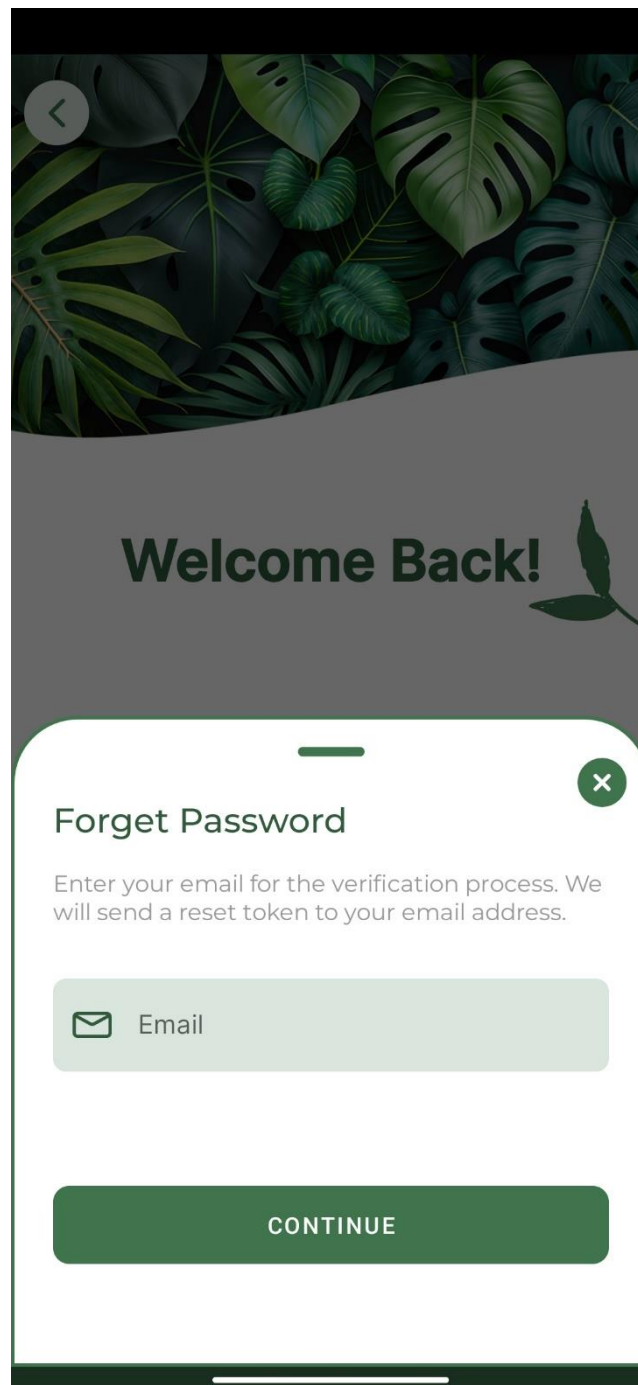 Welcome Back!
Forget Password
Enter your email for the verification process. We
will send a reset token to your email address.
Email
CONTINUE